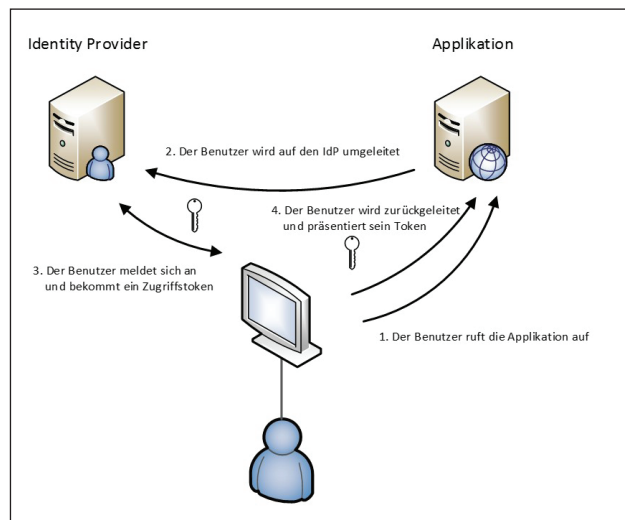 Identity Provider
Applikation
2. Der Benutzer wird auf den IdP umgeleitet
4. Der Benutzer wird zurückgeleitet
und präsentiert sein Token
3. Der Benutzer meldet sich an
und bekommt ein Zugriffstoken
1. Der Benutzer ruft die Applikation auf